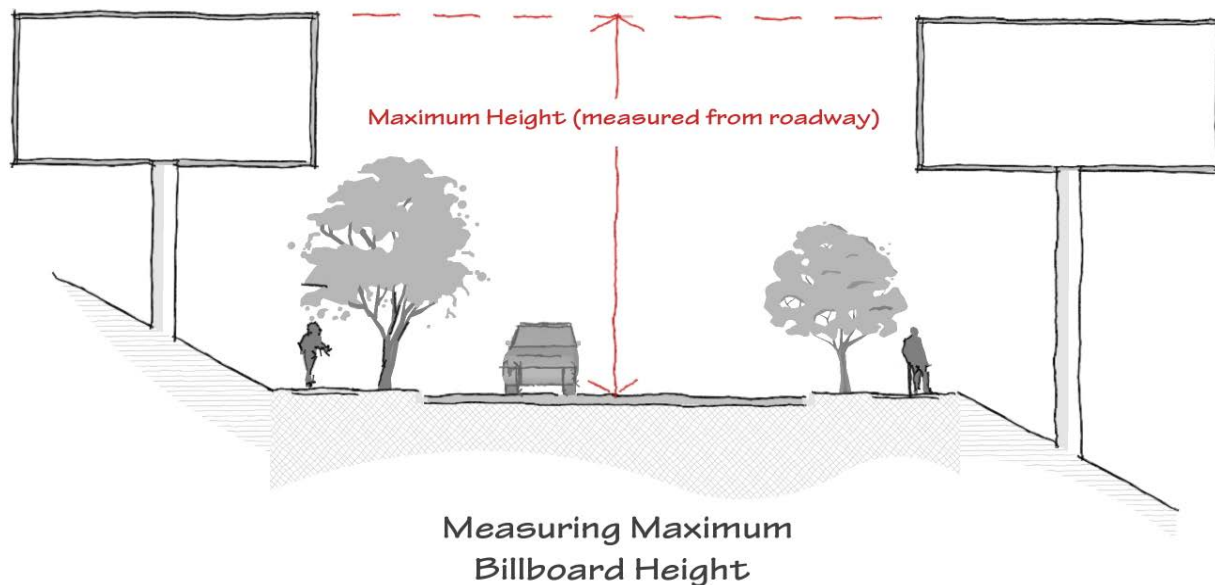 Maximum Height (measured from roadway)
Measuring Maximum
Billboard Height